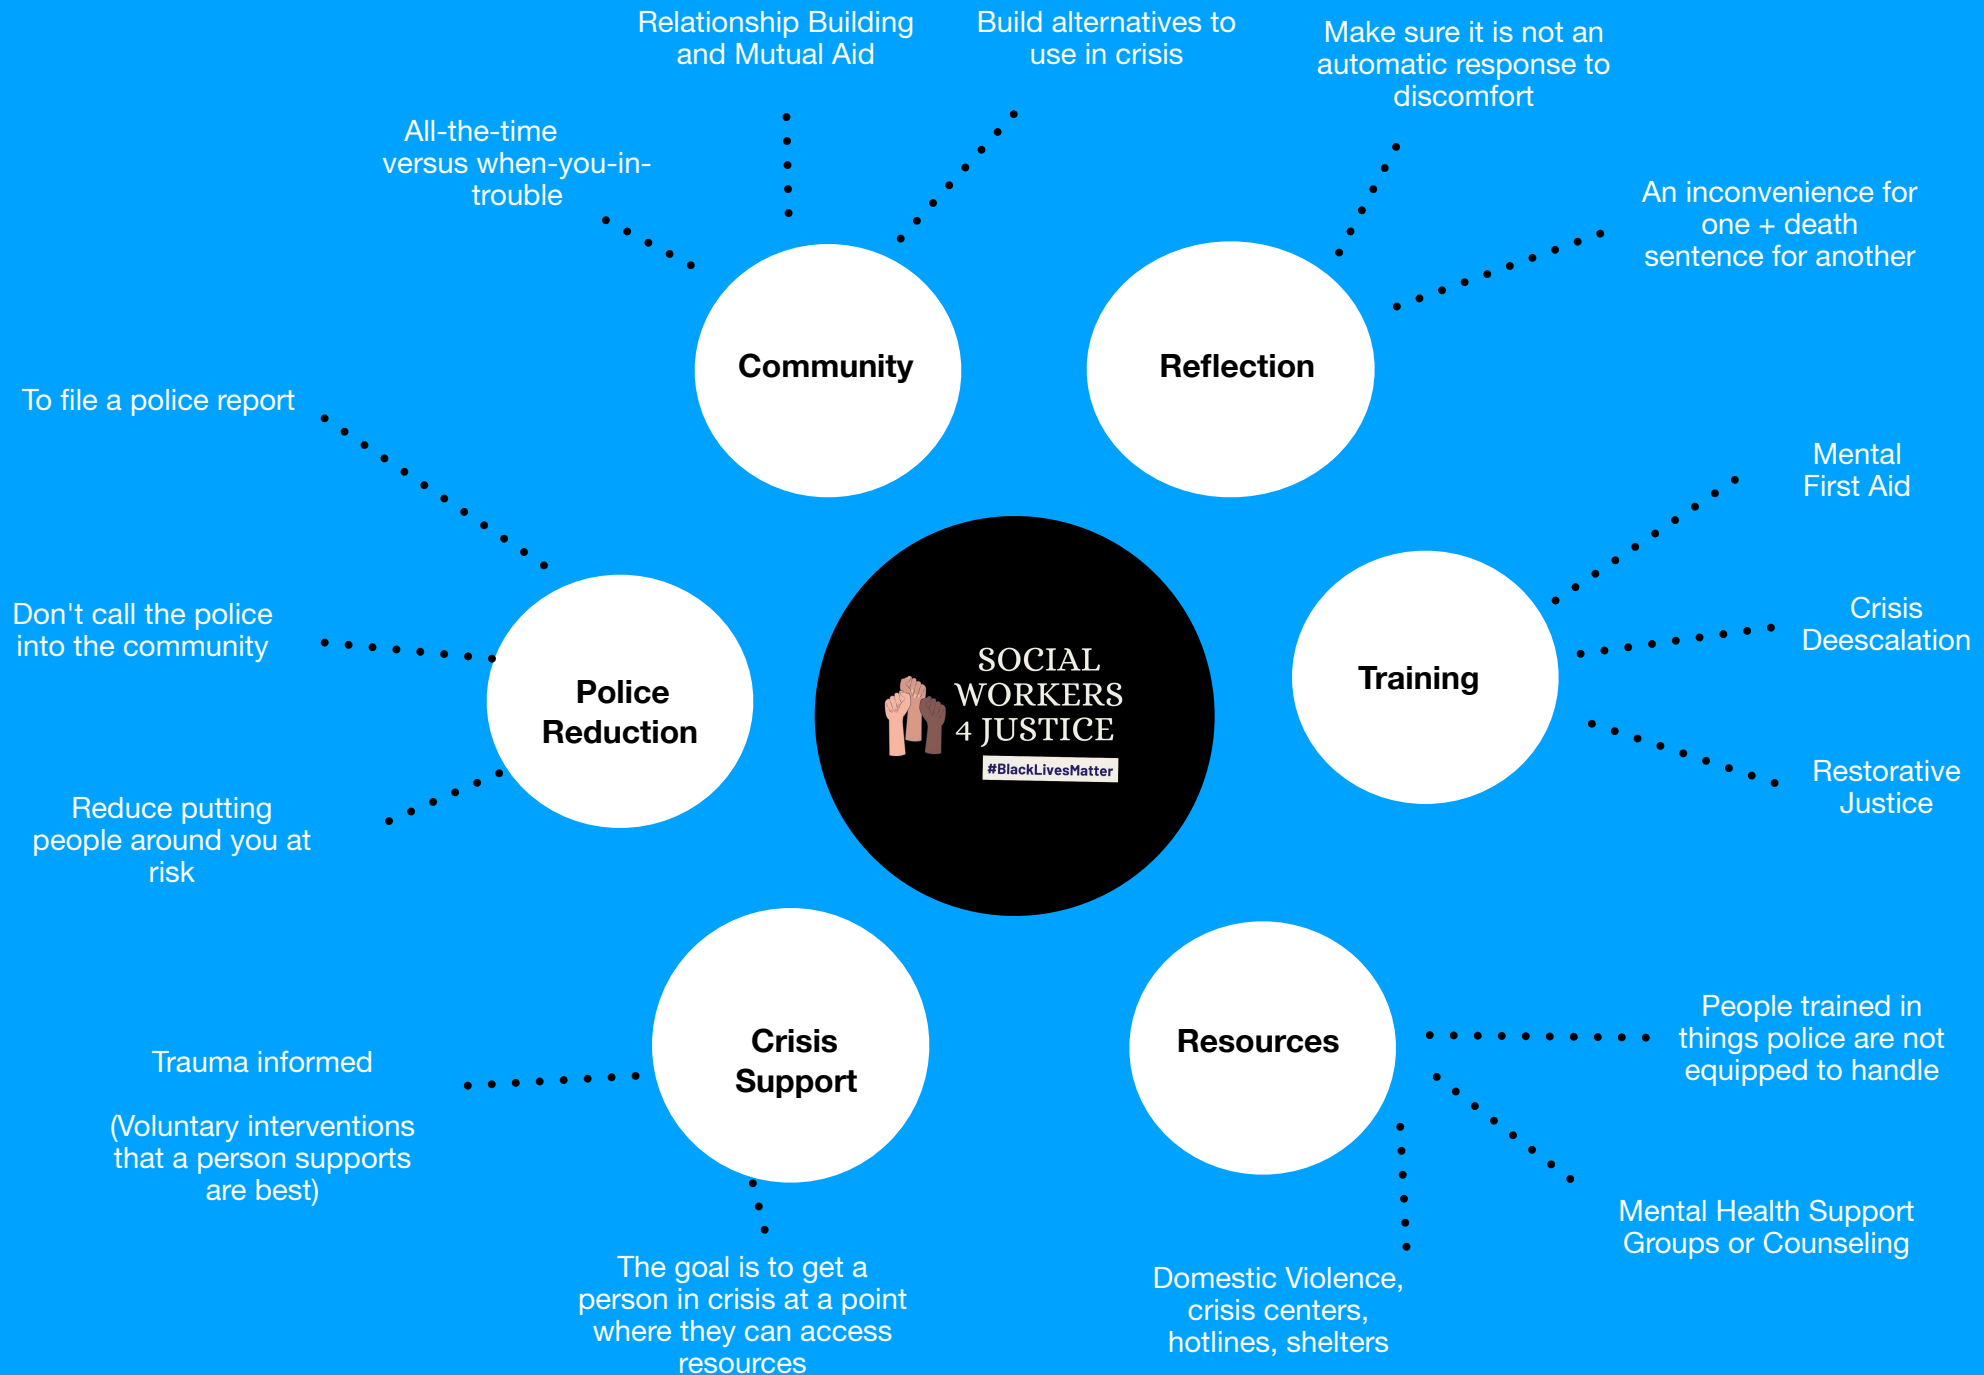 Relationship Building
and Mutual Aid
Build alternatives to
use in crisis
Make sure it is not an
automatic response to
discomfort
All-the-time
versus when-you-in-
trouble
An inconvenience for
one + death
sentence for another
Community
Reflection
To file a police report
Mental
First Aid
Don't call the police
into the community
Crisis
Deescalation
Police
Reduction
SOCIAL
WORKERS
4 JUSTICE
#BlackLivesMatter
Training
Reduce putting
people around you at
risk
Restorative
Justice
Crisis
Support
Resources
People trained in
things police are not
equipped to handle
Trauma informed
(Voluntary interventions
that a person supports
are best)
Mental Health Support
Groups or Counseling
The goal is to get a
person in crisis at a point
where they can access
resources
Domestic Violence,
crisis centers,
hotlines, shelters